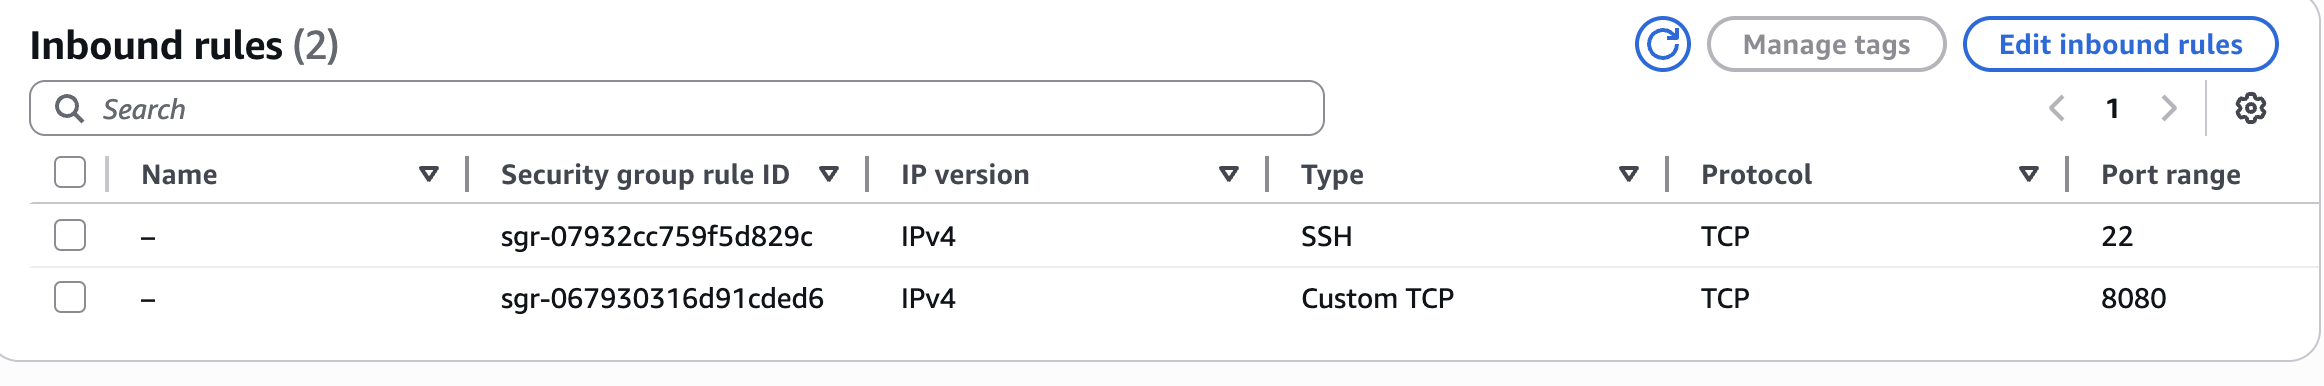 Inbound rules (2)
Manage tags
Edit inbound rules
Search
1
Name Security group rule ID IP version Type Protocol Port range
– sgr-07932cc759f5d829c IPv4 SSH TCP 22
– sgr-067930316d91cded6 IPv4 Custom TCP TCP 8080